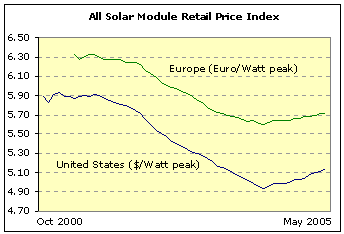 All Solar Module Retail Price Index
6.50
6.30
Europe (Euro/Watt peak)
6.10
5.90
5.70
5.50
5.30
United States ($/Watt peak)
5.10
4.90
4.70
Oct 2000 May 2005